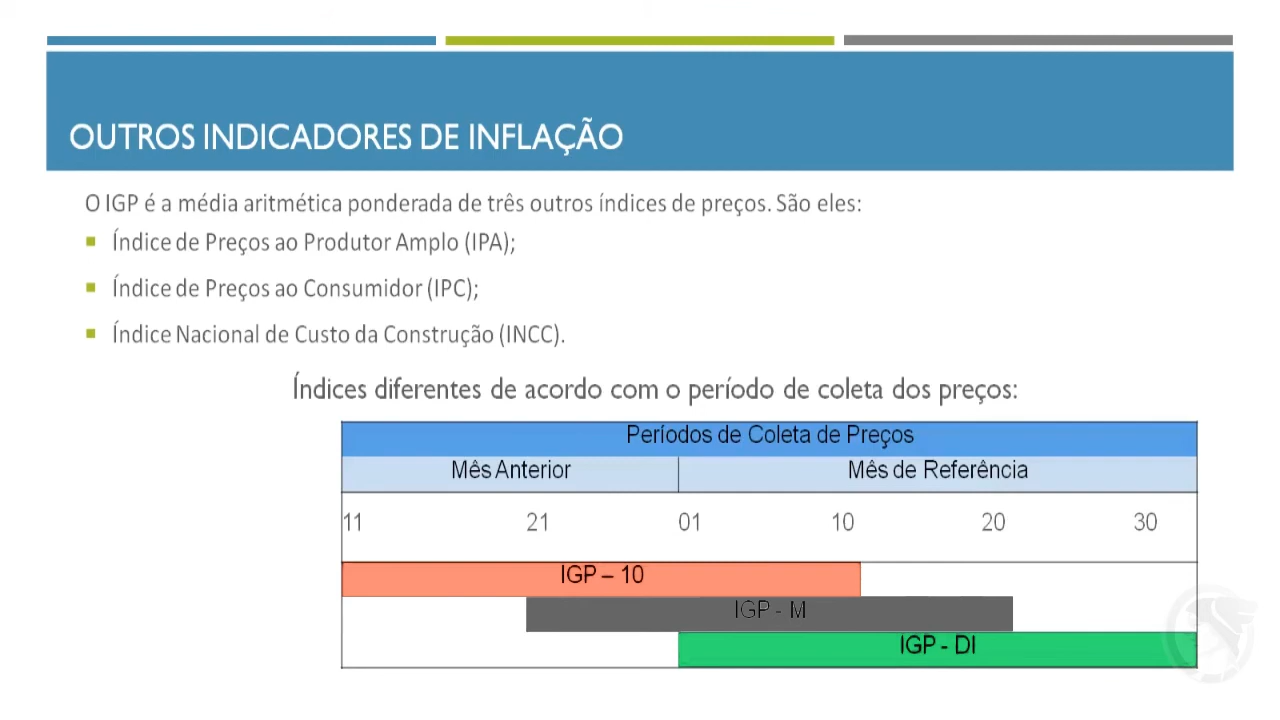 OUTROS INDICADORES DE INFLAÇÃO
O IGP é a média aritmética ponderada de três outros índices de preços. São eles:
Índice de Preços ao Produtor Amplo (IPA);
Índice de Preços ao Consumidor (IPC);
Índice Nacional de Custo da Construção (INCC).
Índices diferentes de acordo com o período de coleta dos preços:
Períodos de Coleta de Preços
Mês Anterior Mês de Referência
11 21 01 10 20 30
IGP – 10
IGP - M
IGP - DI